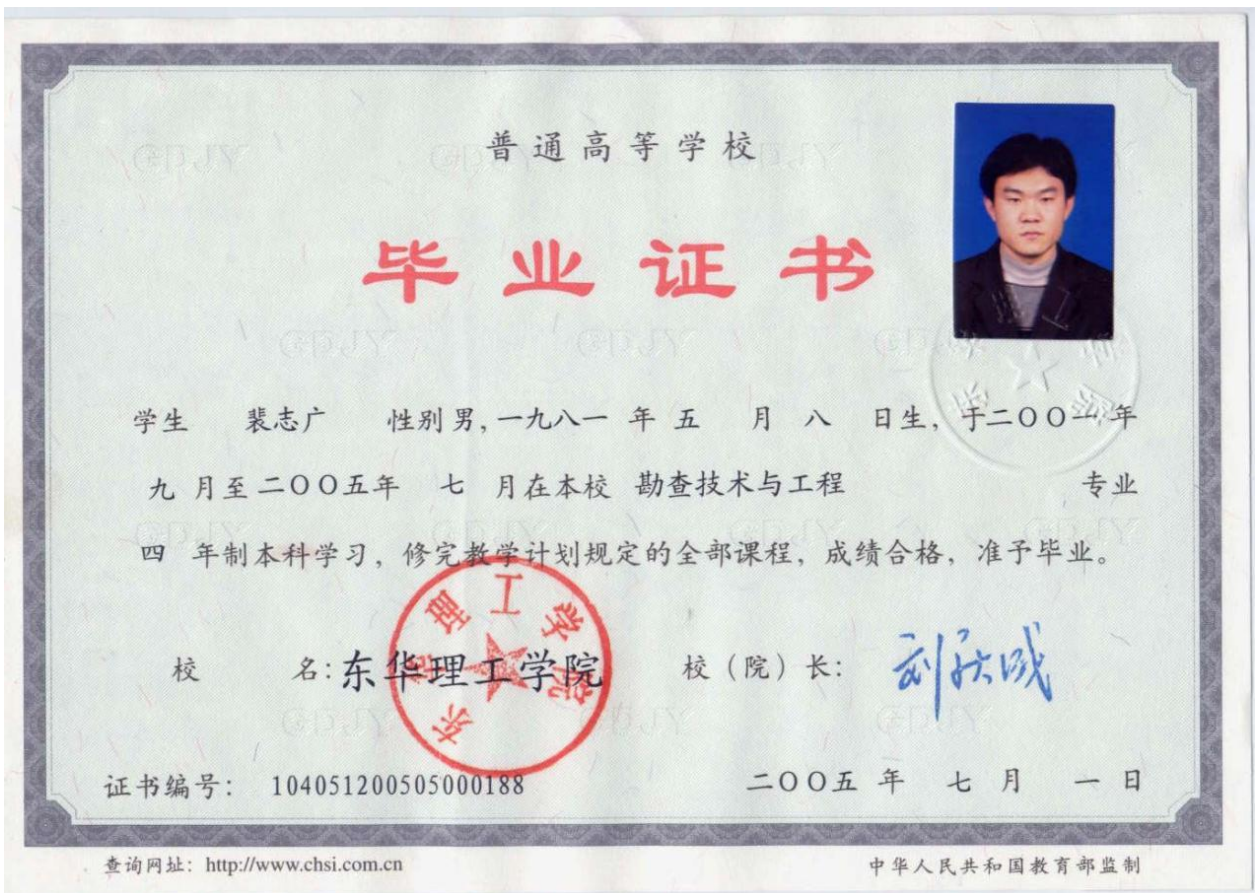 普通高等学校
毕业证书
学生 裴志广 性别男,一九八一 年 五 月 八 日生,于二〇〇一年
九 月至二〇〇五年 七 月在本校 勘查技术与工程 专业
四 年制本科学习,修完教学计划规定的全部课程,成绩合格,准予毕业。
校 名:东华理工学院 校(院)长:
东华理工学院
证书编号: 104051200505000188 二〇〇五 年 七 月 一 日
查询网址: http://www.chsi.com.cn 中华人民共和国教育部监制